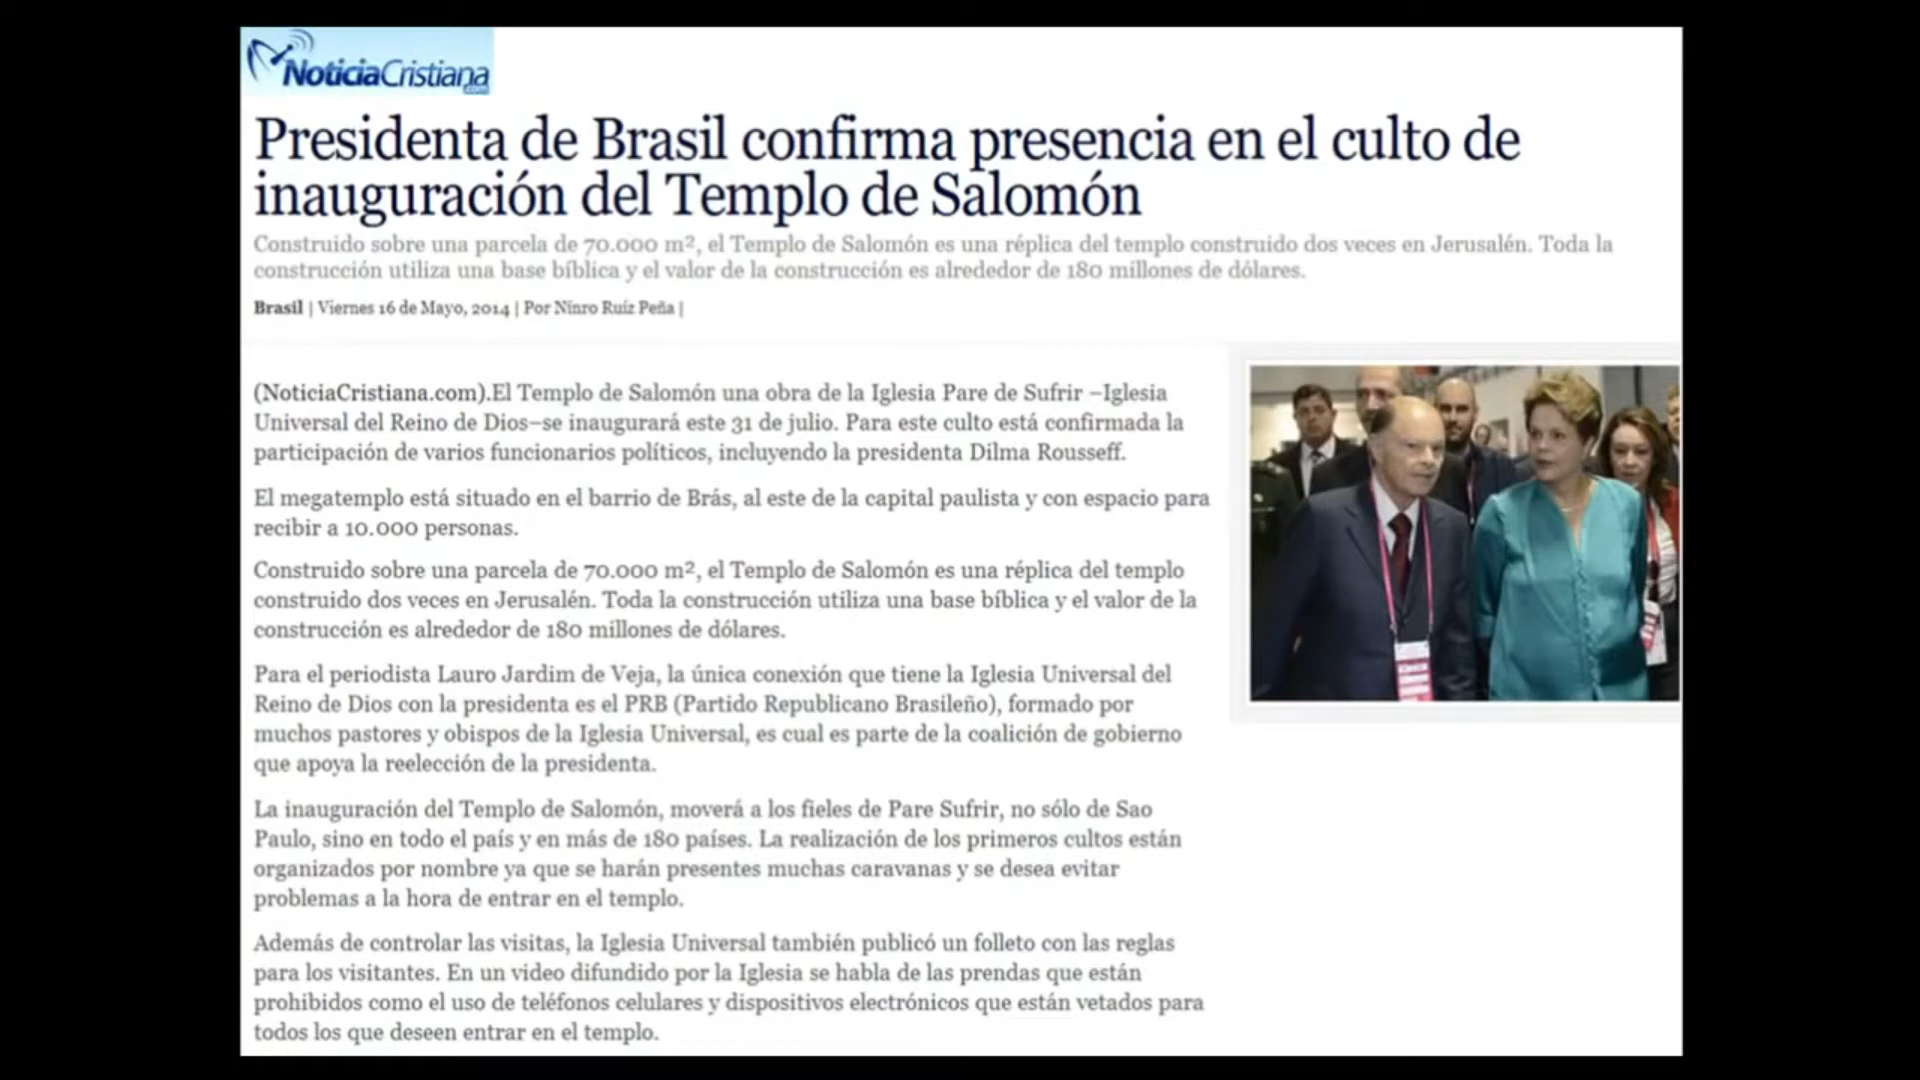 NoticiaCristiana
.com
Presidenta de Brasil confirma presencia en el culto de
inauguración del Templo de Salomón
Construido sobre una parcela de 70.000 m², el Templo de Salomón es una réplica del templo construido dos veces en Jerusalén. Toda la
construcción utiliza una base bíblica y el valor de la construcción es alrededor de 180 millones de dólares.
Brasil | Viernes 16 de Mayo, 2014 | Por Ninro Ruíz Peña |
(NoticiaCristiana.com).El Templo de Salomón una obra de la Iglesia Pare de Sufrir –Iglesia
Universal del Reino de Dios–se inaugurará este 31 de julio. Para este culto está confirmada la
participación de varios funcionarios políticos, incluyendo la presidenta Dilma Rousseff.
El megatemplo está situado en el barrio de Brás, al este de la capital paulista y con espacio para
recibir a 10.000 personas.
Construido sobre una parcela de 70.000 m², el Templo de Salomón es una réplica del templo
construido dos veces en Jerusalén. Toda la construcción utiliza una base bíblica y el valor de la
construcción es alrededor de 180 millones de dólares.
Para el periodista Lauro Jardim de Veja, la única conexión que tiene la Iglesia Universal del
Reino de Dios con la presidenta es el PRB (Partido Republicano Brasileño), formado por
muchos pastores y obispos de la Iglesia Universal, es cual es parte de la coalición de gobierno
que apoya la reelección de la presidenta.
La inauguración del Templo de Salomón, moverá a los fieles de Pare Sufrir, no sólo de Sao
Paulo, sino en todo el país y en más de 180 países. La realización de los primeros cultos están
organizados por nombre ya que se harán presentes muchas caravanas y se desea evitar
problemas a la hora de entrar en el templo.
Además de controlar las visitas, la Iglesia Universal también publicó un folleto con las reglas
para los visitantes. En un video difundido por la Iglesia se habla de las prendas que están
prohibidos como el uso de teléfonos celulares y dispositivos electrónicos que están vetados para
todos los que deseen entrar en el templo.